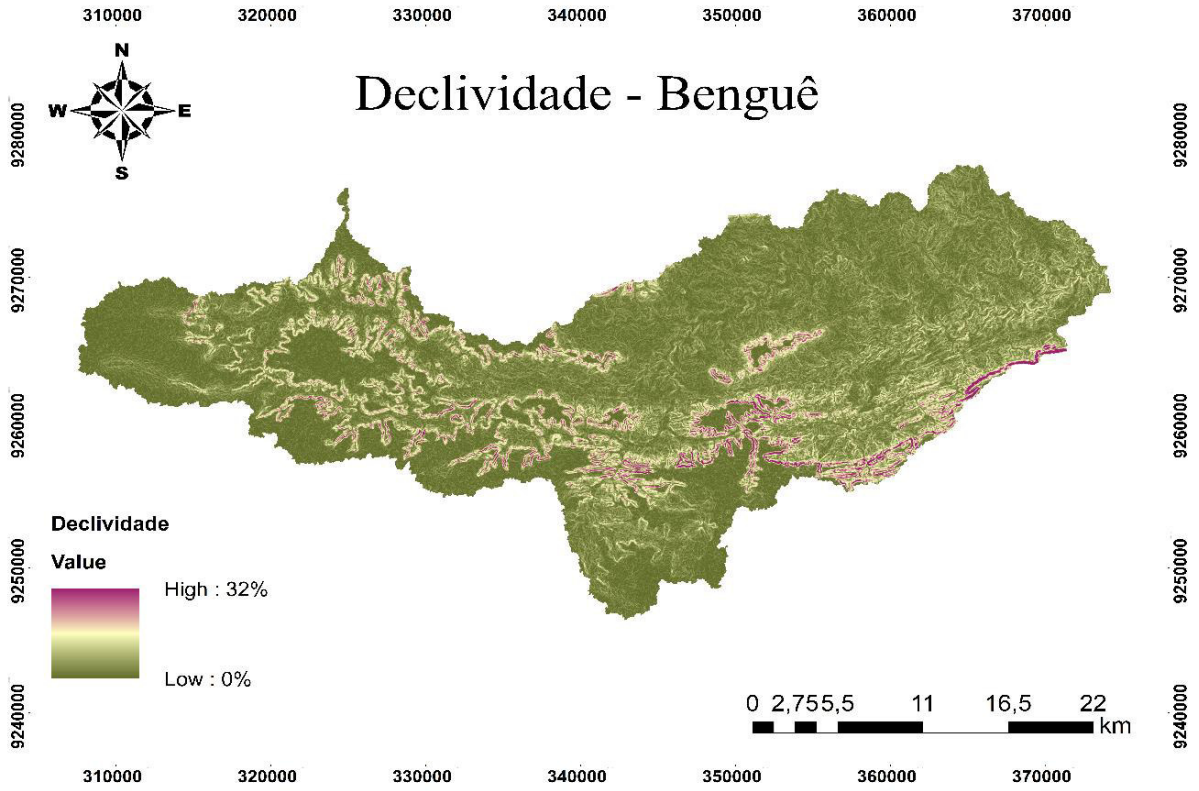 310000 320000 330000 340000 350000 360000 370000
N
W E
S
Declividade - Benguê
9280000 9280000
9270000 9270000
9260000 9260000
9250000 9250000
9240000 9240000
Declividade
Value
High : 32%
Low : 0%
0 2,75 5,5 11 16,5 22
km
310000 320000 330000 340000 350000 360000 370000